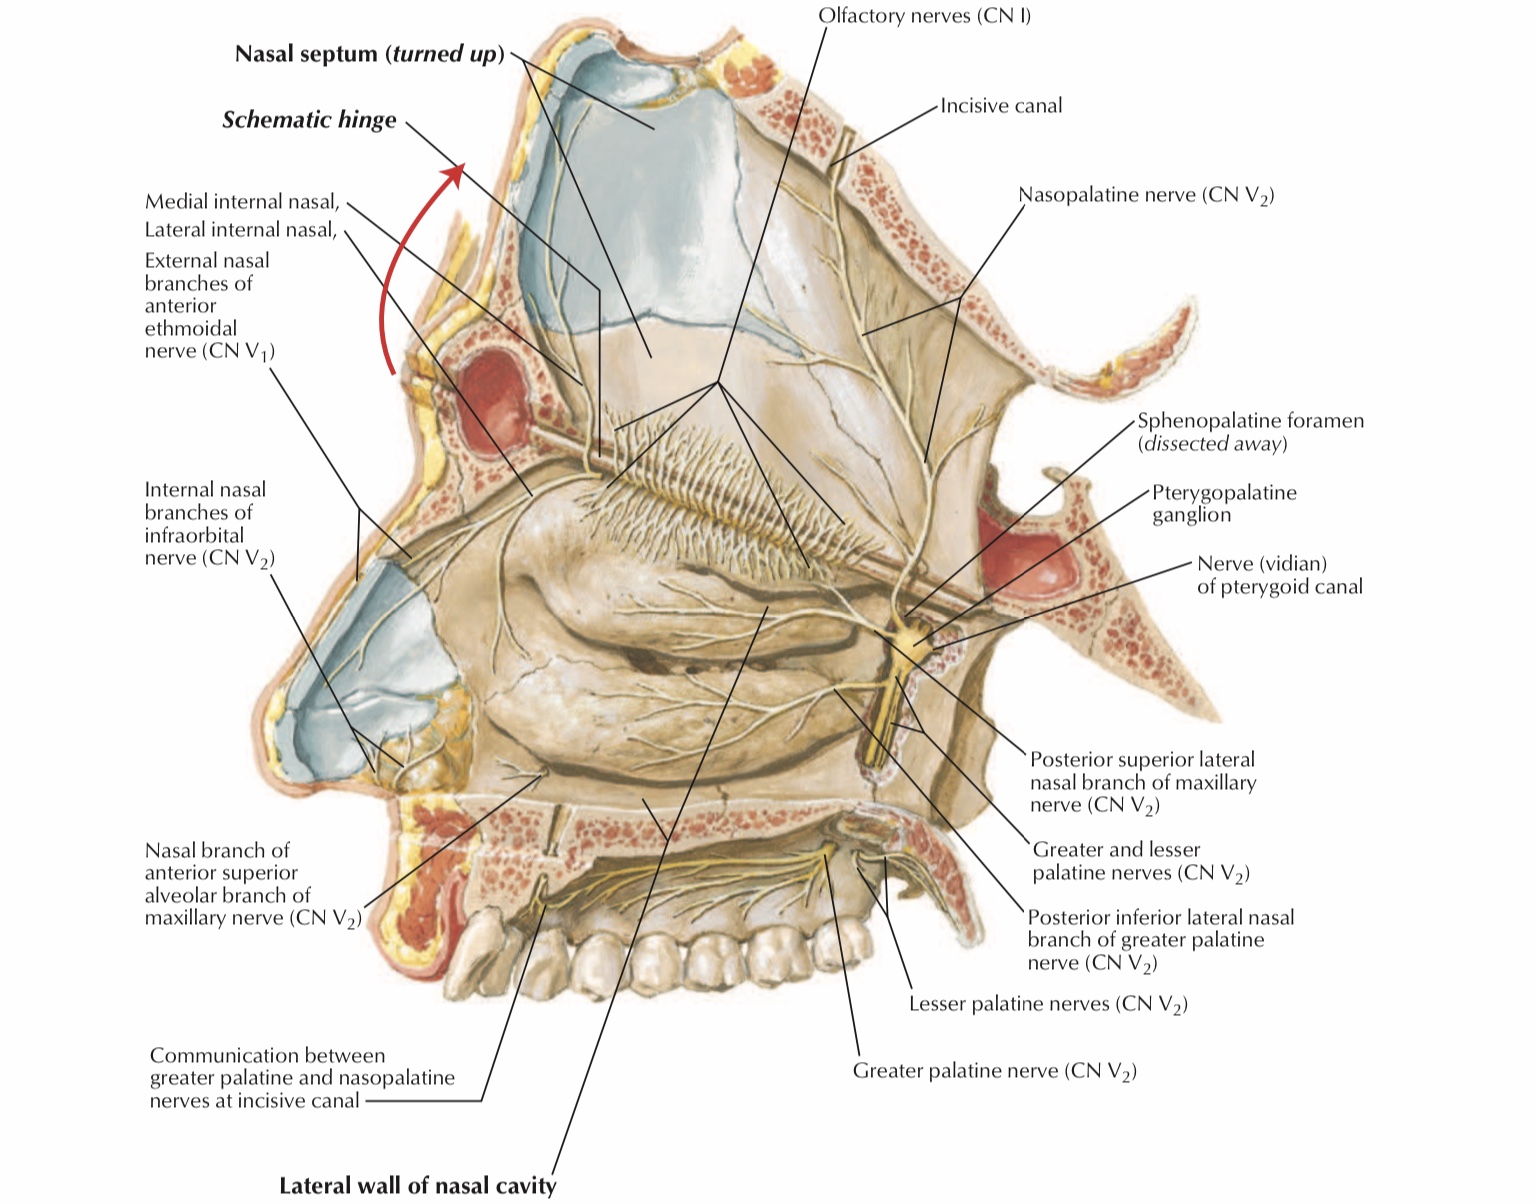 Olfactory nerves (CN I)
Nasal septum (turned up)
Incisive canal
Schematic hinge
Nasopalatine nerve (CN V2)
Medial internal nasal,
Lateral internal nasal,
External nasal
branches of
anterior
ethmoidal
nerve (CN V1)
Sphenopalatine foramen
(dissected away)
Internal nasal
branches of
infraorbital
nerve (CN V2)
Pterygopalatine
ganglion
Nerve (vidian)
of pterygoid canal
Posterior superior lateral
nasal branch of maxillary
nerve (CN V2)
Nasal branch of
anterior superior
alveolar branch of
maxillary nerve (CN V2)
Greater and lesser
palatine nerves (CN V2)
Posterior inferior lateral nasal
branch of greater palatine
nerve (CN V2)
Lesser palatine nerves (CN V2)
Communication between
greater palatine and nasopalatine
nerves at incisive canal
Greater palatine nerve (CN V2)
Lateral wall of nasal cavity